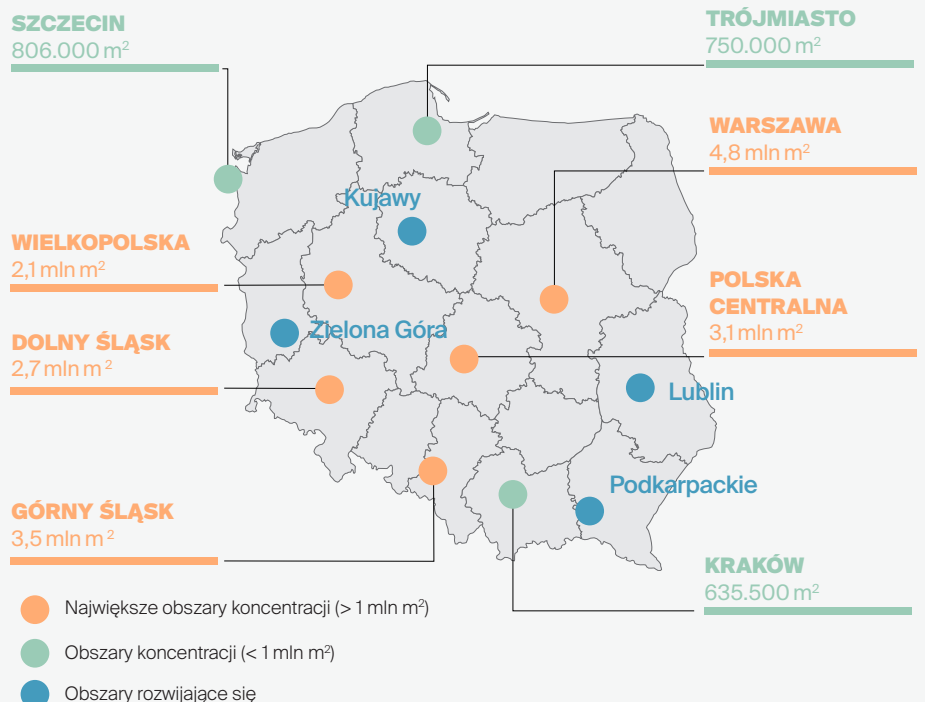 SZCZECIN
806.000 m²
TRÓJMIASTO
750.000 m²
WARSZAWA
4,8 mln m²
Kujawy
WIELKOPOLSKA
2,1 mln m²
POLSKA
CENTRALNA
3,1 mln m²
Zielona Góra
DOLNY ŚLĄSK
2,7 mln m²
Lublin
Podkarpackie
GÓRNY ŚLĄSK
3,5 mln m²
KRAKÓW
635.500 m²
Największe obszary koncentracji (> 1 mln m²)
Obszary koncentracji (< 1 mln m²)
Obszary rozwijające się